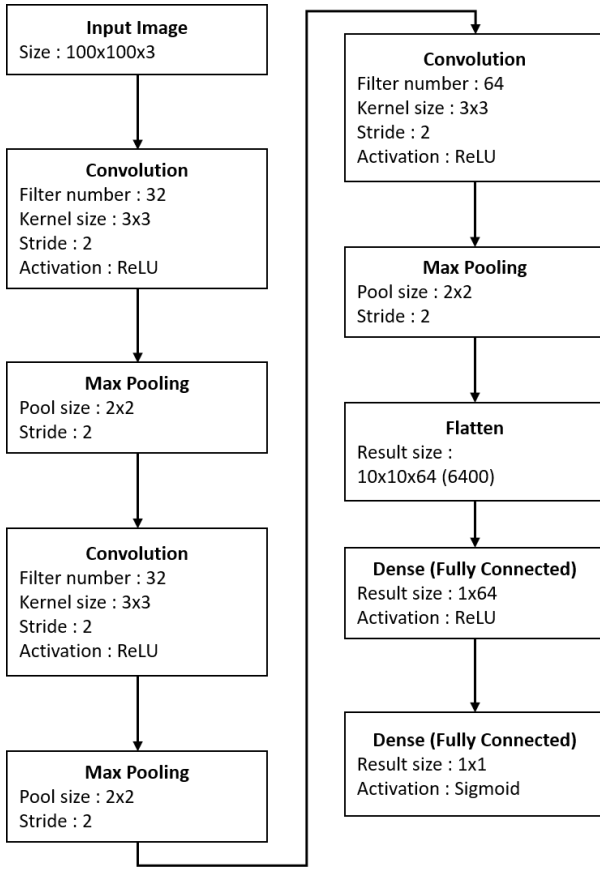 Input Image
Size : 100x100x3
Convolution
Filter number : 32
Kernel size : 3x3
Stride : 2
Activation : ReLU
Max Pooling
Pool size : 2x2
Stride : 2
Convolution
Filter number : 32
Kernel size : 3x3
Stride : 2
Activation : ReLU
Max Pooling
Pool size : 2x2
Stride : 2
Convolution
Filter number : 64
Kernel size : 3x3
Stride : 2
Activation : ReLU
Max Pooling
Pool size : 2x2
Stride : 2
Flatten
Result size :
10x10x64 (6400)
Dense (Fully Connected)
Result size : 1x64
Activation : ReLU
Dense (Fully Connected)
Result size : 1x1
Activation : Sigmoid